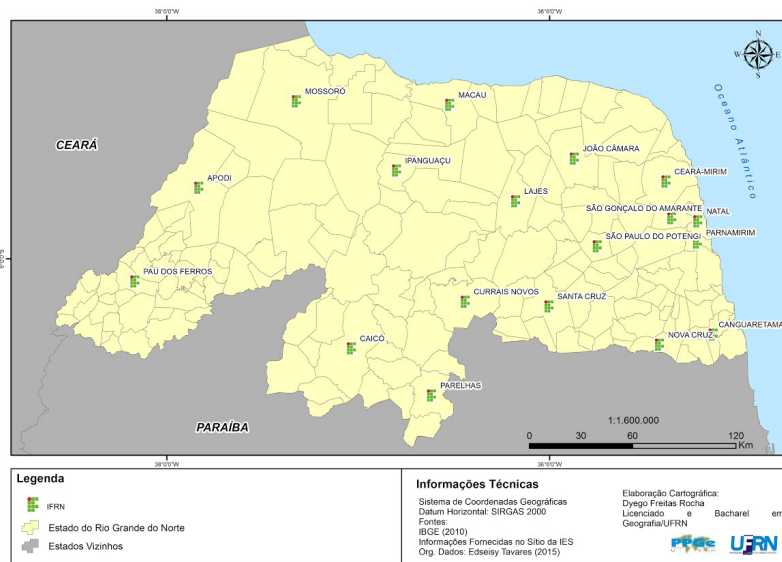 38°0'0"W
36°0'0"W
N
W
E
S
Oceano Atlântico
CEARÁ
MOSSORÓ
MACAU
JOÃO CÂMARA
IPANGUAÇU
CEARÁ-MIRIM
APODI
LAJES
SÃO GONÇALO DO AMARANTE
NATAL
SÃO PAULO DO POTENGI
PARNAMIRIM
PAU DOS FERROS
CURRAIS NOVOS
SANTA CRUZ
CANGUARETAMA
NOVA CRUZ
CAICÓ
PARELHAS
PARAÍBA
1:1.600.000
0 30 60 120
Km
38°0'0"W
36°0'0"W
Legenda
IFRN
Estado do Rio Grande do Norte
Estados Vizinhos
Informações Técnicas
Sistema de Coordenadas Geográficas
Datum Horizontal: SIRGAS 2000
Fontes:
IBGE (2010)
Informações Fornecidas no Sítio da IES
Org. Dados: Edseisy Tavares (2015)
Elaboração Cartográfica:
Dyego Freitas Rocha
Licenciado e Bacharel em
Geografia/UFRN
PPGe
UFRN